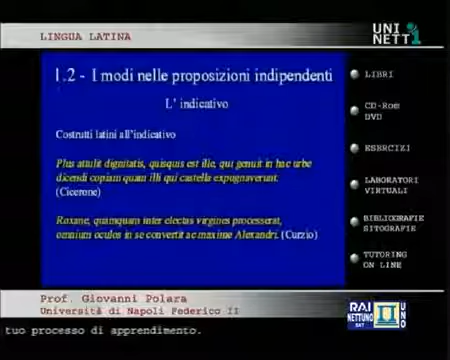 LINGUA LATINA
UNI
NETT
1.2 - I modi nelle proposizioni indipendenti
L' indicativo
Costrutti latini all'indicativo
Plus attulit dignitatis, quisquis est ille, qui genuit in hac urbe
dicendi copiam quam illi qui castella expugnaverunt.
(Cicerone)
Roxane, quamquam inter electas virgines processerat,
omnium oculos in se convertit ac maxime Alexandri. (Curzio)
LIBRI
CD-Rom
DVD
ESERCIZI
LABORATORI
VIRTUALI
BIBLIOGRAFIE
SITOGRAFIE
TUTORING
ON LINE
Prof. Giovanni Polara
Università di Napoli Federico II
RAI
NETTUNO
SAT
UNO
tuo processo di apprendimento.